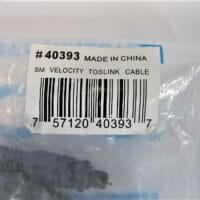 #40393 MADE IN CHINA
5M VELOCITY TOSLINK CABLE
7 57120 40393 7